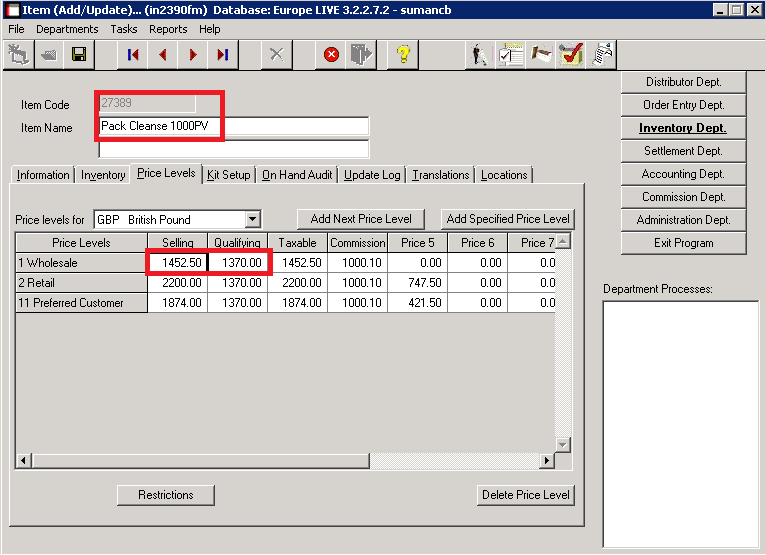 Item (Add/Update)... (in2390fm) Database: Europe LIVE 3.2.2.7.2 - sumancb
File Departments Tasks Reports Help
Item Code 27389
Item Name Pack Cleanse 1000PV
Information Inventory Price Levels Kit Setup On Hand Audit Update Log Translations Locations
Price levels for GBP British Pound Add Next Price Level Add Specified Price Level
Price Levels Selling Qualifying Taxable Commission Price 5 Price 6 Price 7
1 Wholesale 1452.50 1370.00 1452.50 1000.10 0.00 0.00 0.0
2 Retail 2200.00 1370.00 2200.00 1000.10 747.50 0.00 0.0
11 Preferred Customer 1874.00 1370.00 1874.00 1000.10 421.50 0.00 0.0
Restrictions Delete Price Level
Distributor Dept.
Order Entry Dept.
Inventory Dept.
Settlement Dept.
Accounting Dept.
Commission Dept.
Administration Dept.
Exit Program
Department Processes: